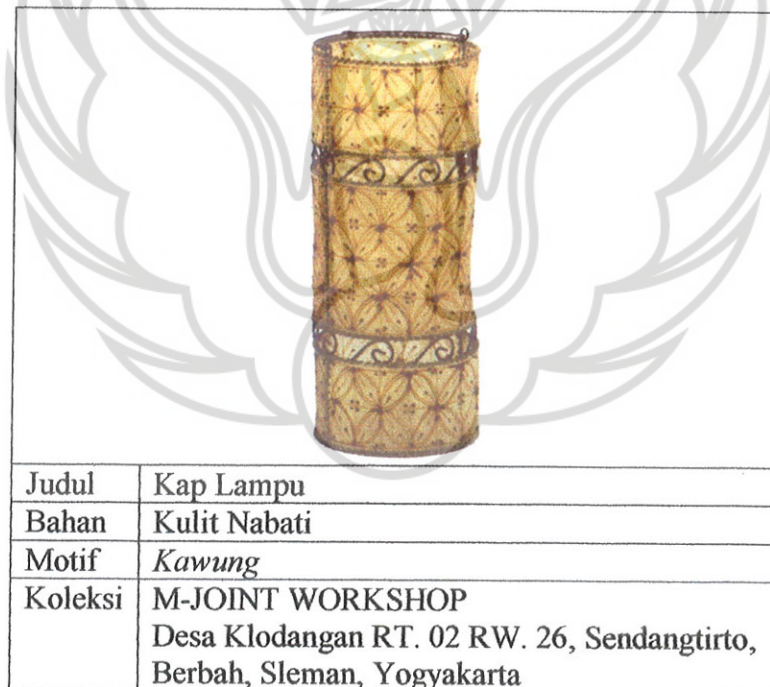 Judul Kap Lampu
Bahan Kulit Nabati
Motif Kawung
Koleksi M-JOINT WORKSHOP
Desa Klodangan RT. 02 RW. 26, Sendangtirto,
Berbah, Sleman, Yogyakarta